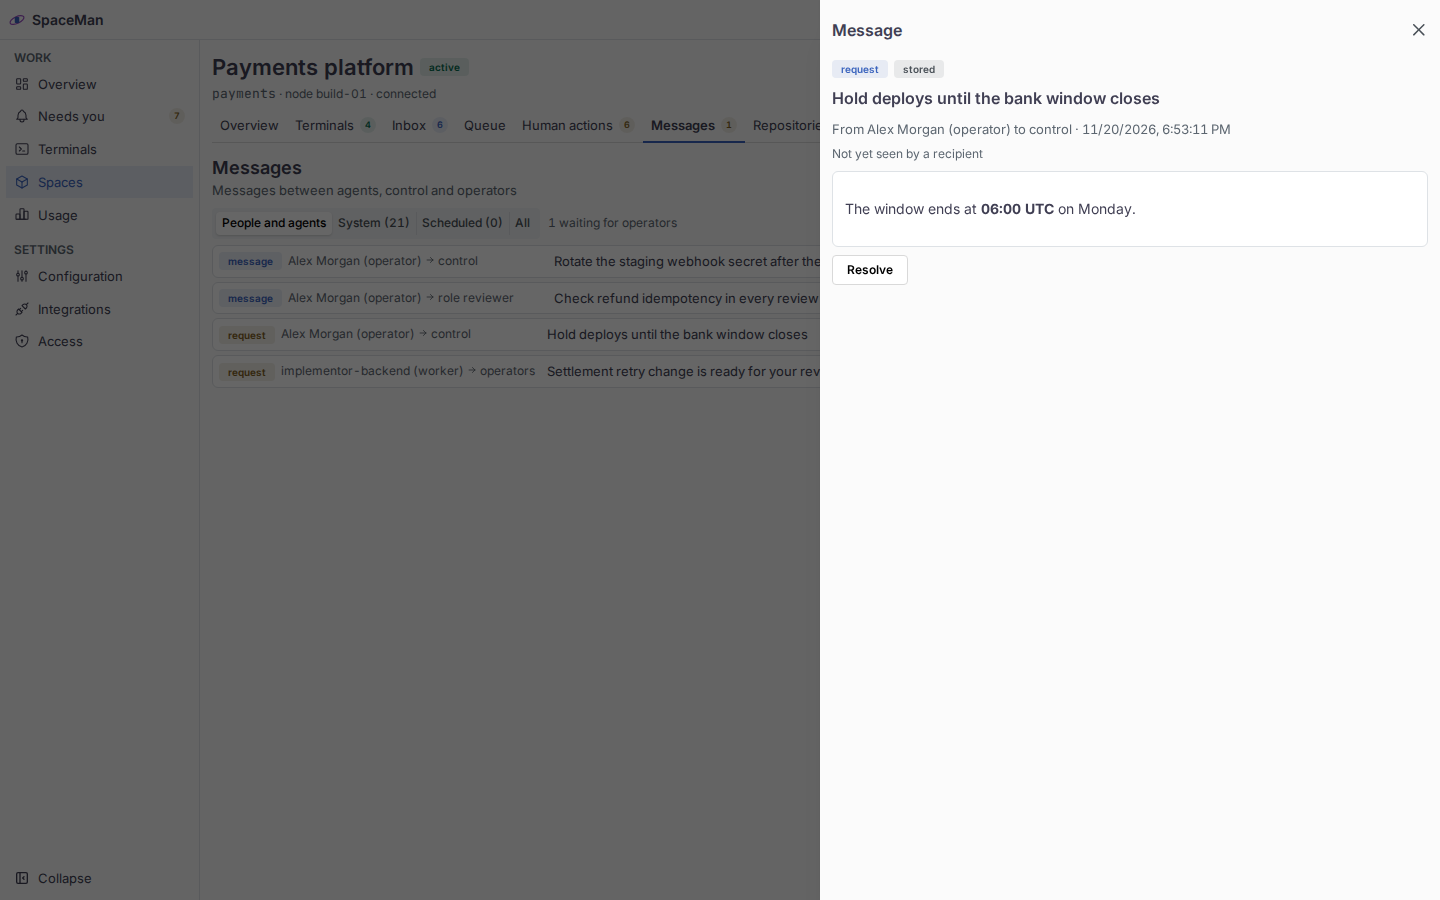 SpaceMan
WORK
Overview
Needs you 7
Terminals
Spaces
Usage
SETTINGS
Configuration
Integrations
Access
Collapse
Payments platform active
payments · node build-01 · connected
Overview Terminals 4 Inbox 6 Queue Human actions 6 Messages 1 Repositorie
Messages
Messages between agents, control and operators
People and agents System (21) Scheduled (0) All 1 waiting for operators
message Alex Morgan (operator) → control Rotate the staging webhook secret after the
message Alex Morgan (operator) → role reviewer Check refund idempotency in every review
request Alex Morgan (operator) → control Hold deploys until the bank window closes
request implementor-backend (worker) → operators Settlement retry change is ready for your rev
Message
request stored
Hold deploys until the bank window closes
From Alex Morgan (operator) to control · 11/20/2026, 6:53:11 PM
Not yet seen by a recipient
The window ends at 06:00 UTC on Monday.
Resolve